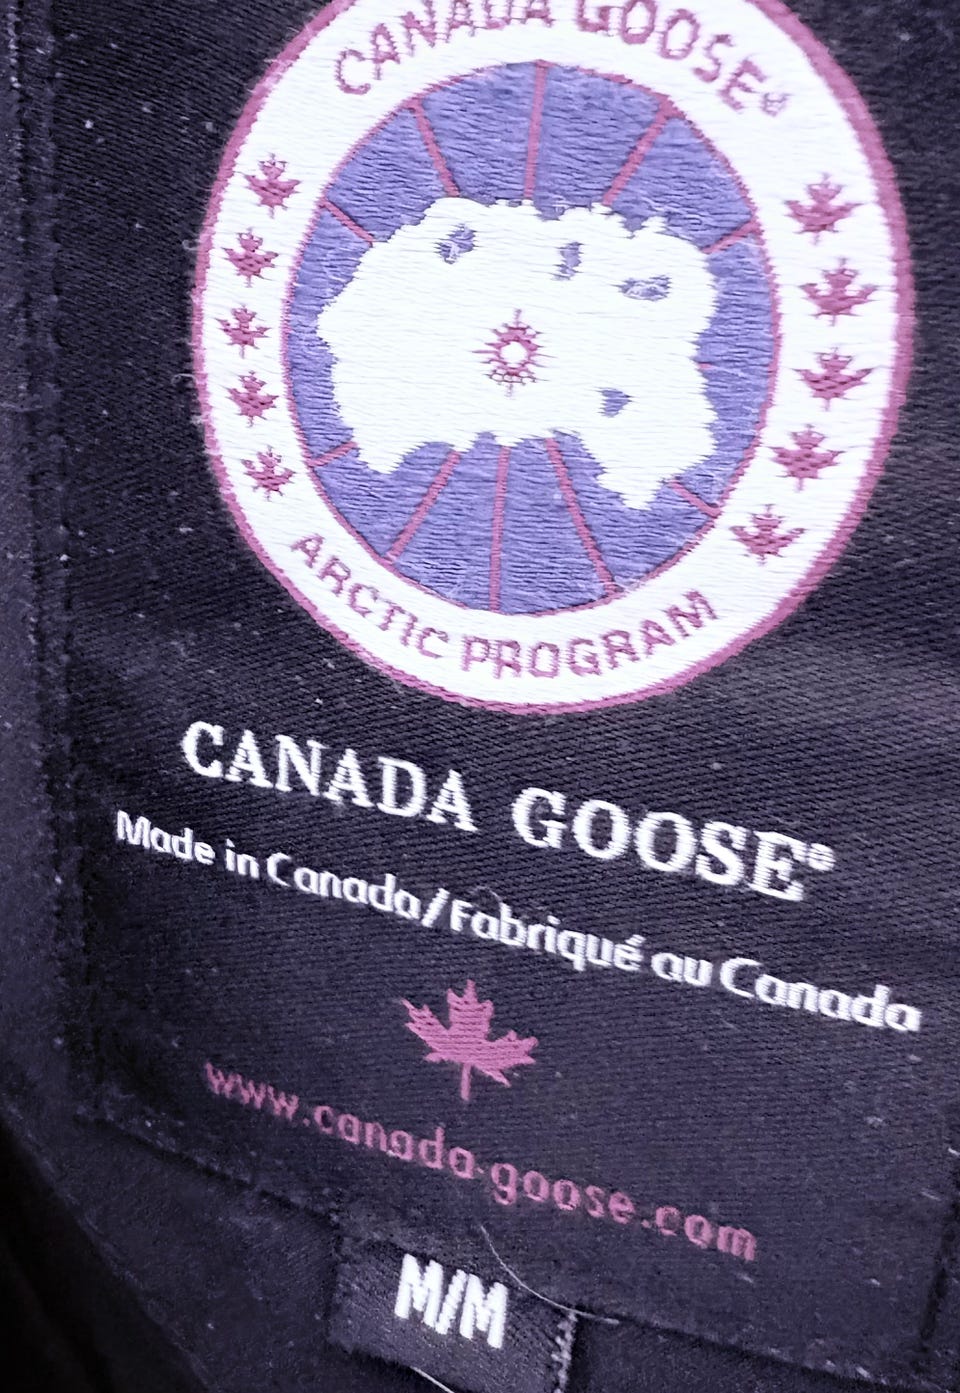 CANADA GOOSE®
ARCTIC PROGRAM
CANADA GOOSE®
Made in Canada/Fabriqué au Canada
www.canada-goose.com
M/M